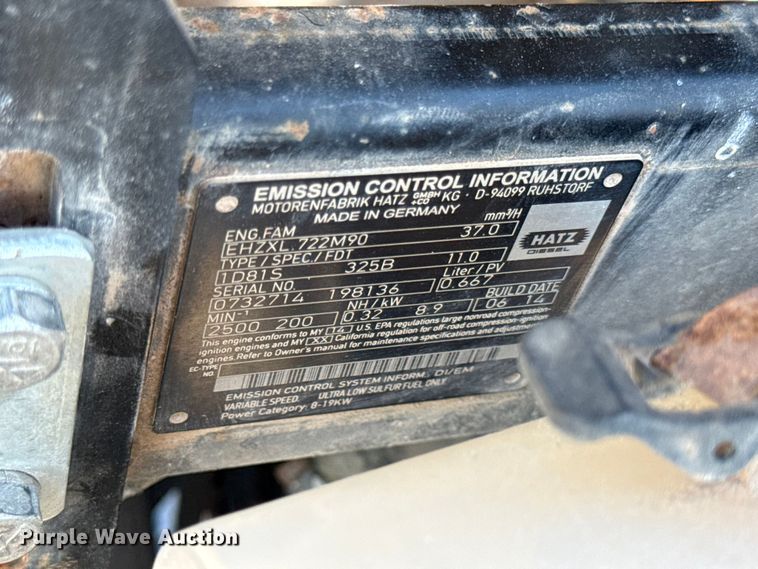 EMISSION CONTROL INFORMATION
MOTORENFABRIK HATZ GMBH +CO KG · D-94099 RUHSTORF
MADE IN GERMANY
ENG.FAM mm³/H
EHZXL.722M90 37.0
TYPE / SPEC / FDT
1D81S 325B 11.0
SERIAL NO. Liter / PV
0732714 198136 0.667
MIN-¹ NH / kW BUILD DATE
2500 200 0.32 8.9 06 14
HATZ
DIESEL
This engine conforms to MY 14 U.S. EPA regulations large nonroad compression-
ignition engines and MY XX California regulation for off-road compression-ignition
engines. Refer to Owner's manual for maintenance specifications and adjustments
EC-TYPE
NO.
EMISSION CONTROL SYSTEM INFORM. DI/EM
VARIABLE SPEED. ULTRA LOW SULFUR FUEL ONLY
Power Category: 8-19KW
Purple Wave Auction